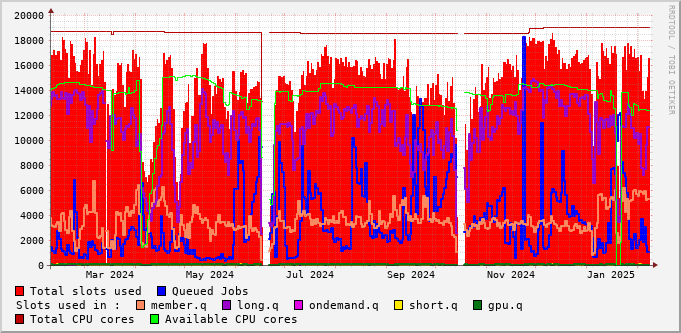 20000
18000
16000
14000
12000
10000
8000
6000
4000
2000
0
Mar 2024 May 2024 Jul 2024 Sep 2024 Nov 2024 Jan 2025
Total slots used Queued Jobs
Slots used in : member.q long.q ondemand.q short.q gpu.q
Total CPU cores Available CPU cores
RRDTOOL / TOBI OETIKER